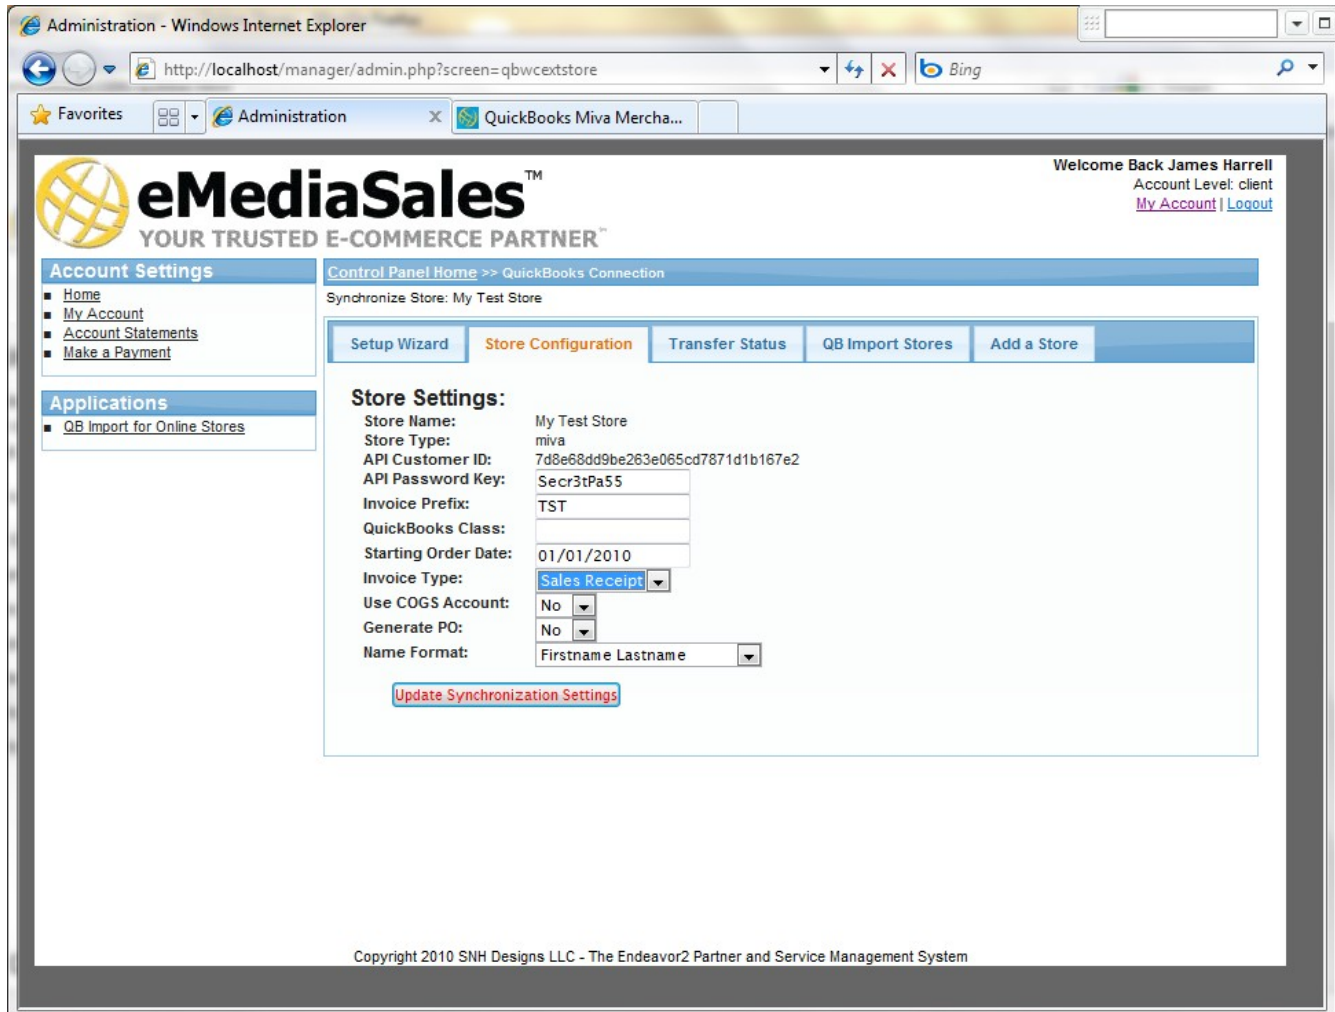 Administration - Windows Internet Explorer
http://localhost/manager/admin.php?screen=qbwcextstore
Bing
Favorites
Administration
X
QuickBooks Miva Mercha...
eMediaSales™
YOUR TRUSTED E-COMMERCE PARTNER™
Welcome Back James Harrell
Account Level: client
My Account | Logout
Account Settings
Home
My Account
Account Statements
Make a Payment
Applications
QB Import for Online Stores
Control Panel Home >> QuickBooks Connection
Synchronize Store: My Test Store
Setup Wizard Store Configuration Transfer Status QB Import Stores Add a Store
Store Settings:
Store Name: My Test Store
Store Type: miva
API Customer ID: 7d8e68dd9be263e065cd7871d1b167e2
API Password Key: Secr3tPa55
Invoice Prefix: TST
QuickBooks Class:
Starting Order Date: 01/01/2010
Invoice Type: Sales Receipt
Use COGS Account: No
Generate PO: No
Name Format: Firstname Lastname
Update Synchronization Settings
Copyright 2010 SNH Designs LLC - The Endeavor2 Partner and Service Management System